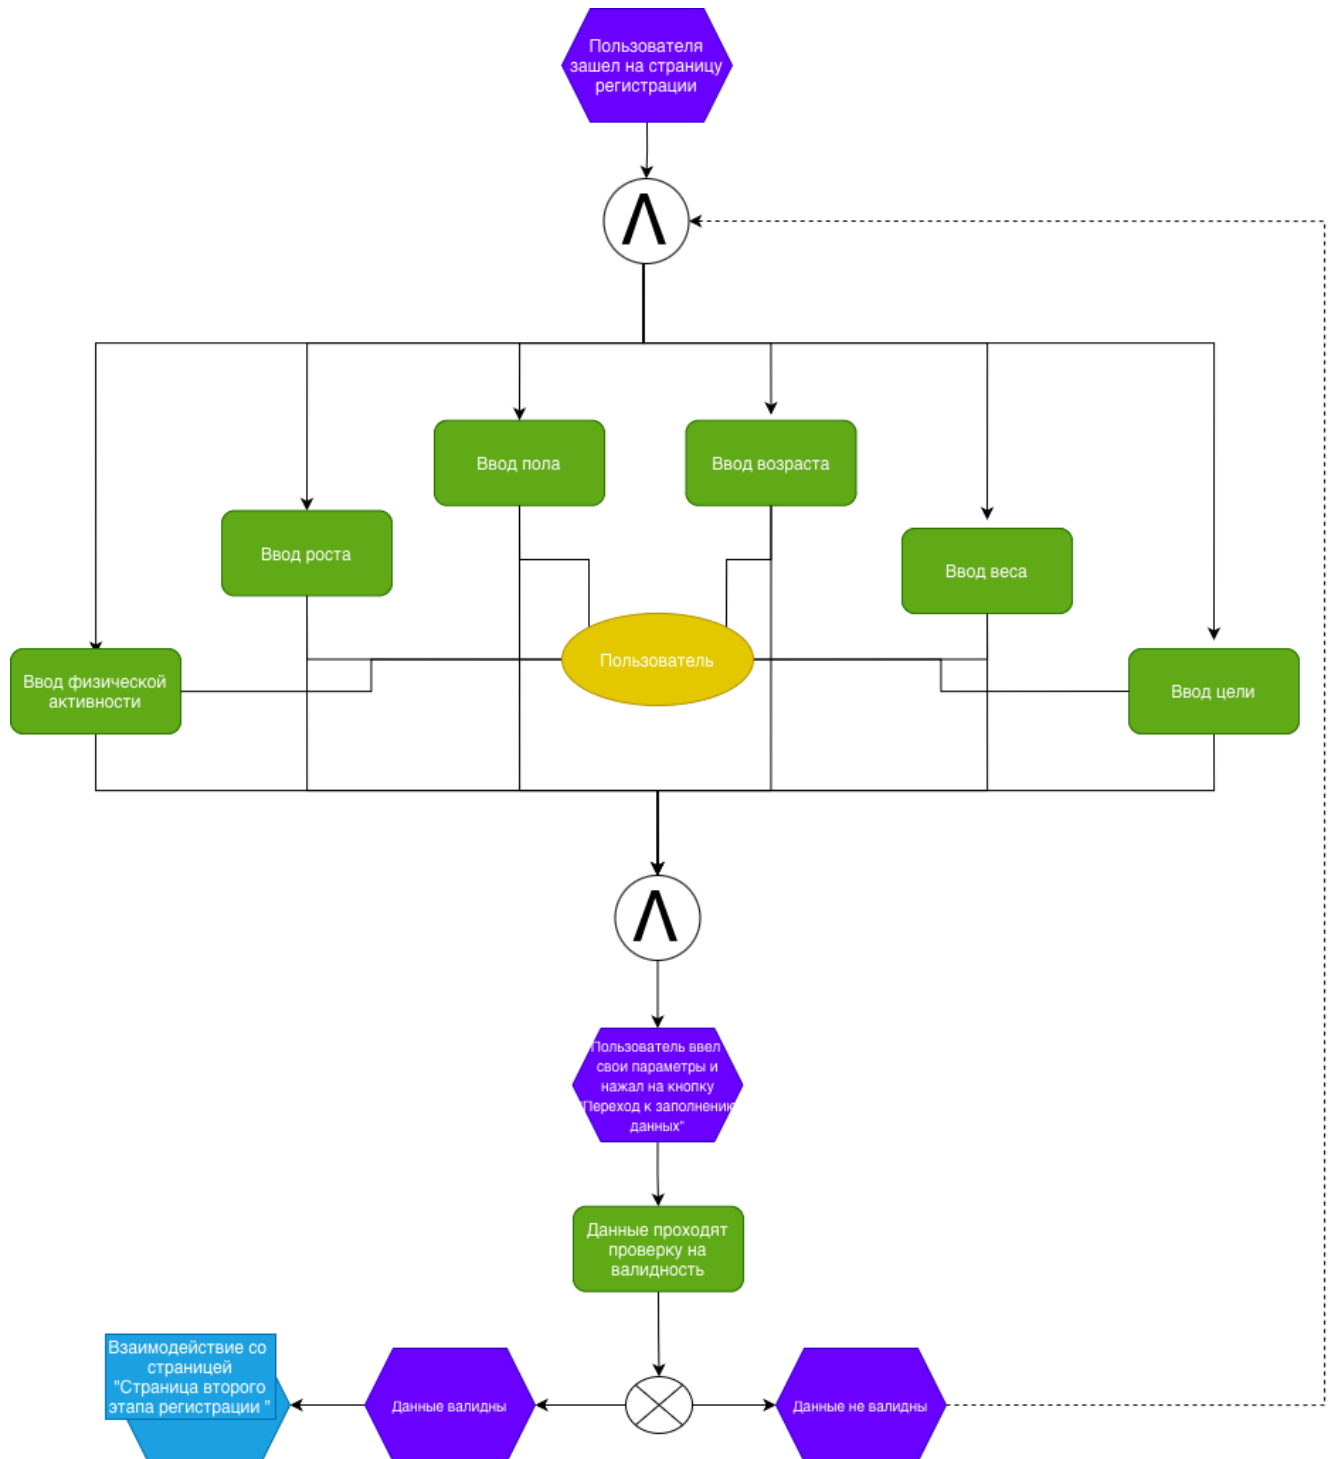 Пользователя
зашел на страницу
регистрации
Λ
Ввод пола
Ввод возраста
Ввод роста
Ввод веса
Пользователь
Ввод физической
активности
Ввод цели
Λ
Пользователь ввел
свои параметры и
нажал на кнопку
"Переход к заполнению
данных"
Данные проходят
проверку на
валидность
Взаимодействие со
страницей
"Страница второго
этапа регистрации "
Данные валидны
Данные не валидны